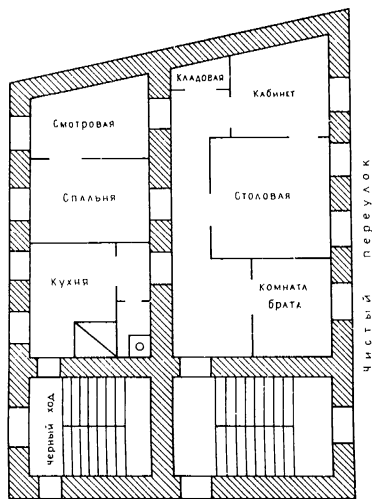 Кладовая
Кабинет
Смотровая
Спальня
Столовая
Кухня
Комната
брата
Черный ход
Чистый переулок